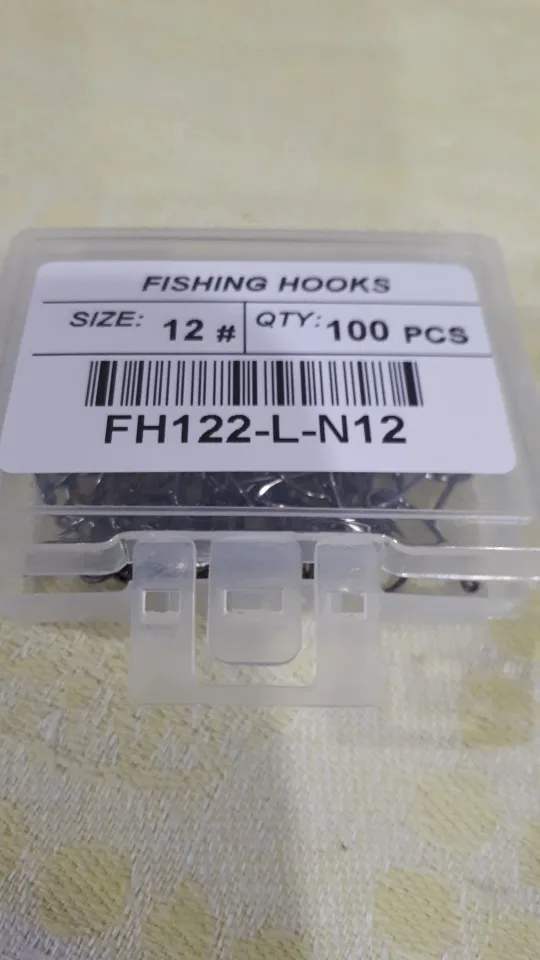 FISHING HOOKS
SIZE: 12 # QTY: 100 PCS
FH122-L-N12